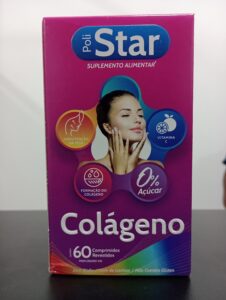 Poli
Star
SUPLEMENTO ALIMENTAR
VITAMINA
C
FORMAÇÃO DO
COLÁGENO
0%
Açúcar
Colágeno
60 Comprimidos
Revestidos